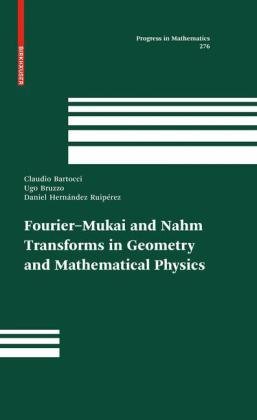 BIRKHÄUSER
Progress in Mathematics
276
Claudio Bartocci
Ugo Bruzzo
Daniel Hernández Ruipérez
Fourier–Mukai and Nahm
Transforms in Geometry
and Mathematical Physics